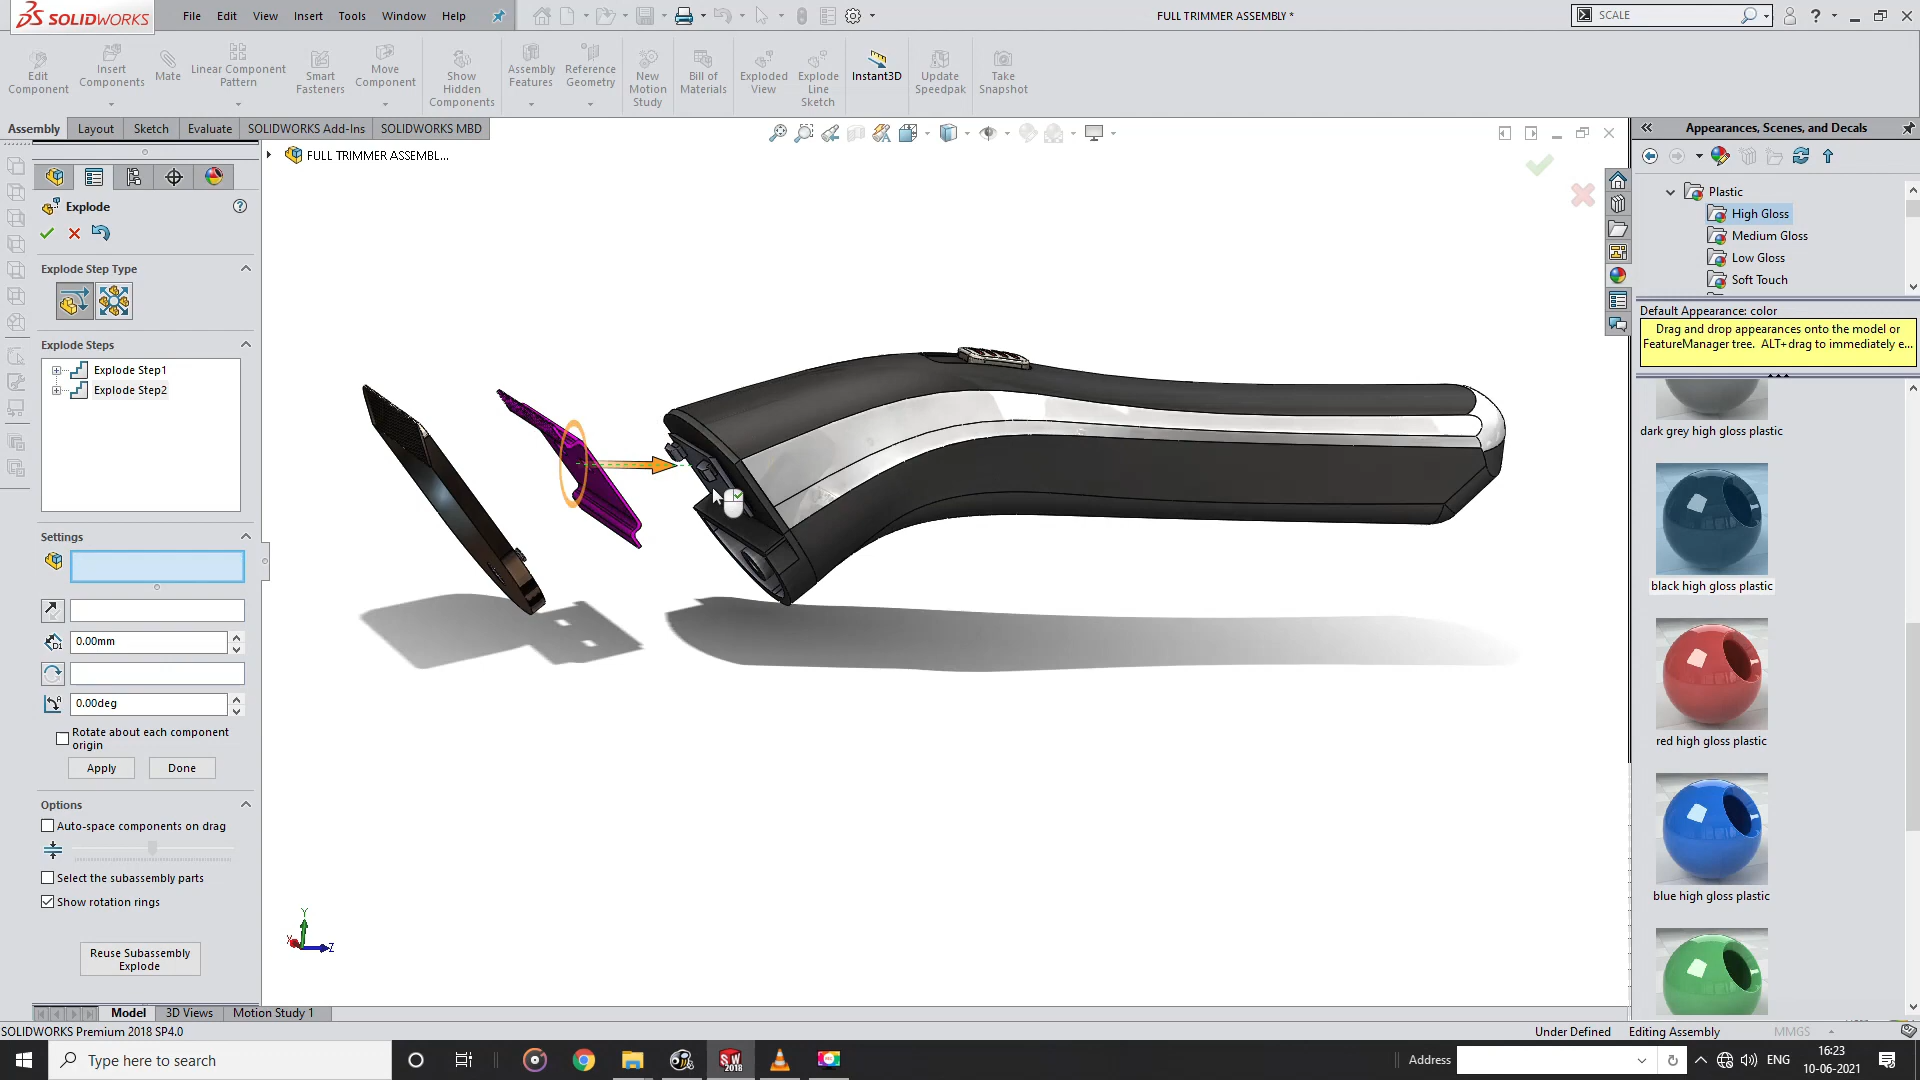 SOLIDWORKS
File Edit View Insert Tools Window Help
FULL TRIMMER ASSEMBLY *
SCALE
Edit Component
Insert Components
Mate
Linear Component Pattern
Smart Fasteners
Move Component
Show Hidden Components
Assembly Features
Reference Geometry
New Motion Study
Bill of Materials
Exploded View
Explode Line Sketch
Instant3D
Update Speedpak
Take Snapshot
Assembly Layout Sketch Evaluate SOLIDWORKS Add-Ins SOLIDWORKS MBD
FULL TRIMMER ASSEMBL...
Explode
Explode Step Type
Explode Steps
Explode Step1
Explode Step2
Settings
0.00mm
0.00deg
Rotate about each component
origin
Apply Done
Options
Auto-space components on drag
Select the subassembly parts
Show rotation rings
Reuse Subassembly
Explode
Y
X
Z
Appearances, Scenes, and Decals
Plastic
High Gloss
Medium Gloss
Low Gloss
Soft Touch
Default Appearance: color
Drag and drop appearances onto the model or
FeatureManager tree. ALT+drag to immediately e...
dark grey high gloss plastic
black high gloss plastic
red high gloss plastic
blue high gloss plastic
Model 3D Views Motion Study 1
SOLIDWORKS Premium 2018 SP4.0
Under Defined Editing Assembly MMGS
Type here to search
SW 2018
Address
ENG
16:23
10-06-2021